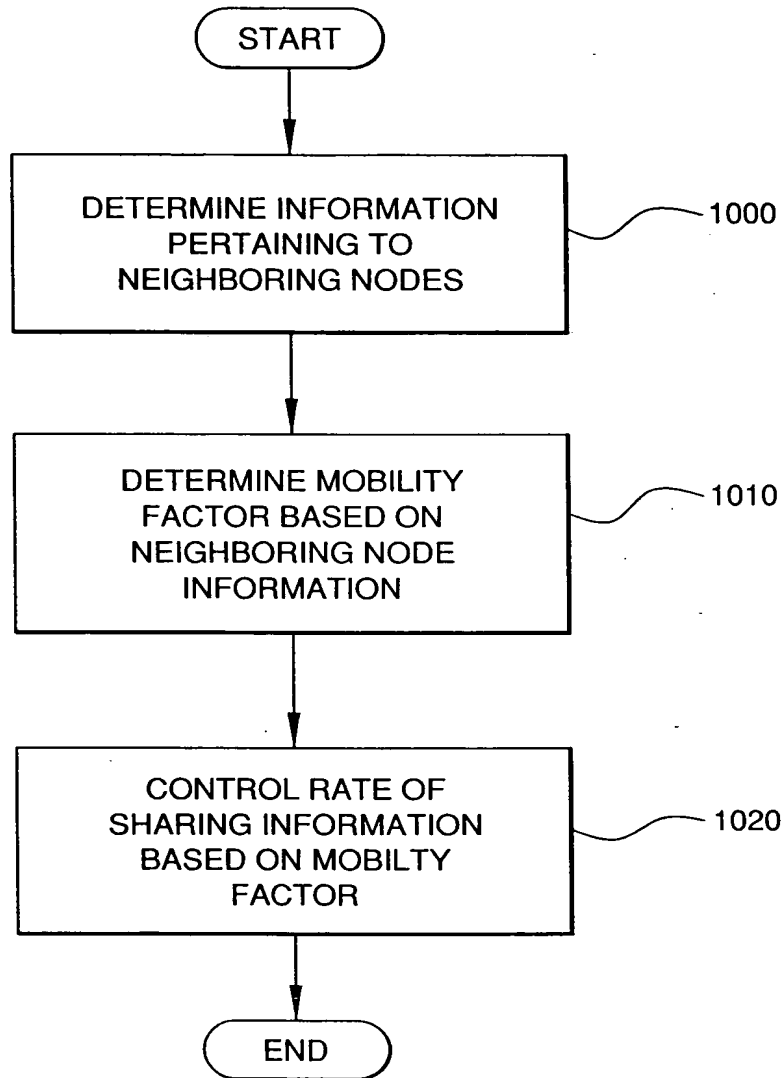 START
DETERMINE INFORMATION
PERTAINING TO
NEIGHBORING NODES
1000
DETERMINE MOBILITY
FACTOR BASED ON
NEIGHBORING NODE
INFORMATION
1010
CONTROL RATE OF
SHARING INFORMATION
BASED ON MOBILTY
FACTOR
1020
END